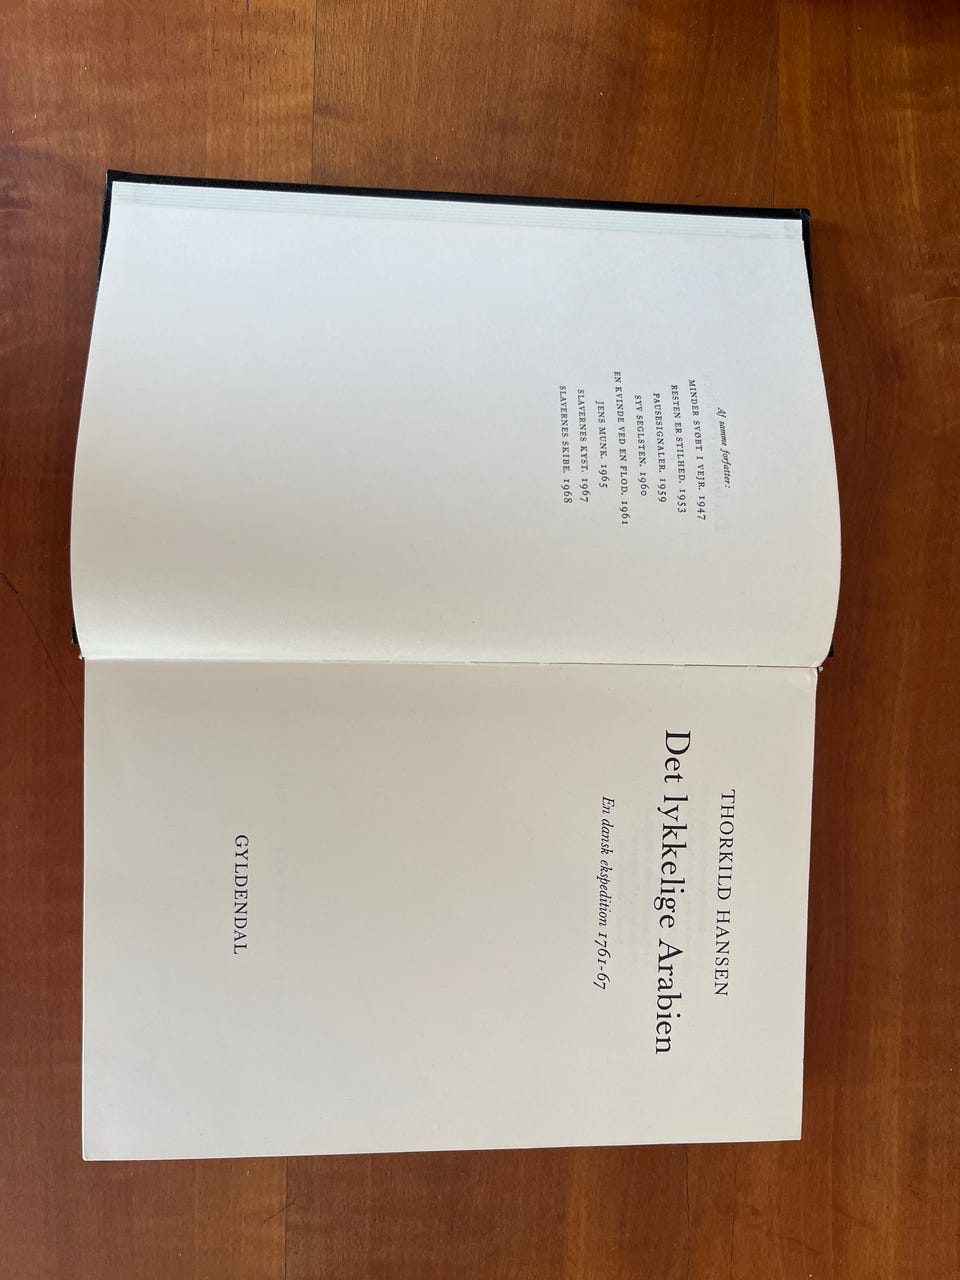 Af samme forfatter:
MINDER SVØBT I VEJR. 1947
RESTEN ER STILHED. 1953
PAUSESIGNALER. 1959
SYV SEGLSTEN. 1960
EN KVINDE VED EN FLOD. 1961
JENS MUNK. 1965
SLAVERNES KYST. 1967
SLAVERNES SKIBE. 1968
THORKILD HANSEN
Det lykkelige Arabien
En dansk ekspedition 1761-67
GYLDENDAL